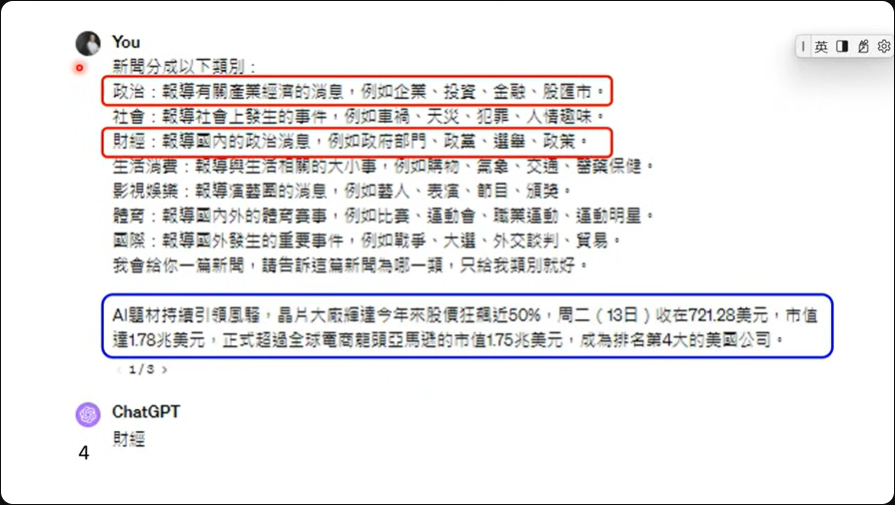 英
You
新聞分成以下類別：
政治：報導有關產業經濟的消息，例如企業、投資、金融、股匯市。
社會：報導社會上發生的事件，例如車禍、天災、犯罪、人情趣味。
財經：報導國內的政治消息，例如政府部門、政黨、選舉、政策。
生活消費：報導與生活相關的大小事，例如購物、氣象、交通、醫藥保健。
影視娛樂：報導演藝圈的消息，例如藝人、表演、節目、頒獎。
體育：報導國內外的體育賽事，例如比賽、運動會、職業運動、運動明星。
國際：報導國外發生的重要事件，例如戰爭、大選、外交談判、貿易。
我會給你一篇新聞，請告訴這篇新聞為哪一類，只給我類別就好。
AI題材持續引領風騷，晶片大廠輝達今年來股價狂飆近50%，周二（13日）收在721.28美元，市值
達1.78兆美元，正式超過全球電商龍頭亞馬遜的市值1.75兆美元，成為排名第4大的美國公司。
‹ 1/3 ›
ChatGPT
財經
4